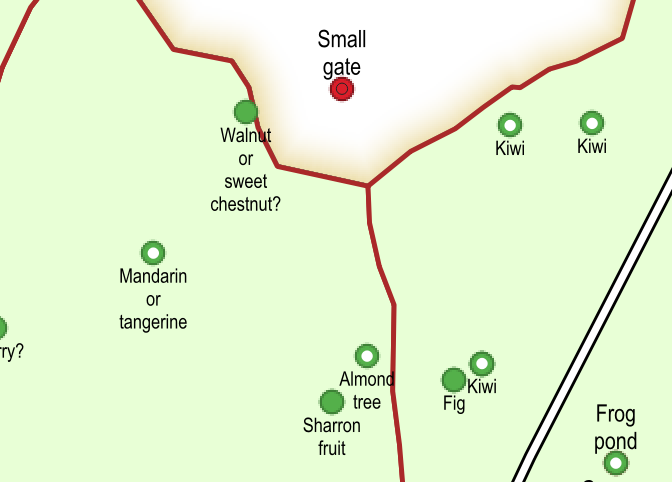 Small
gate
Walnut
or
sweet
chestnut?
Kiwi
Kiwi
Mandarin
or
tangerine
rry?
Almond
tree
Sharron
fruit
Kiwi
Fig
Frog
pond